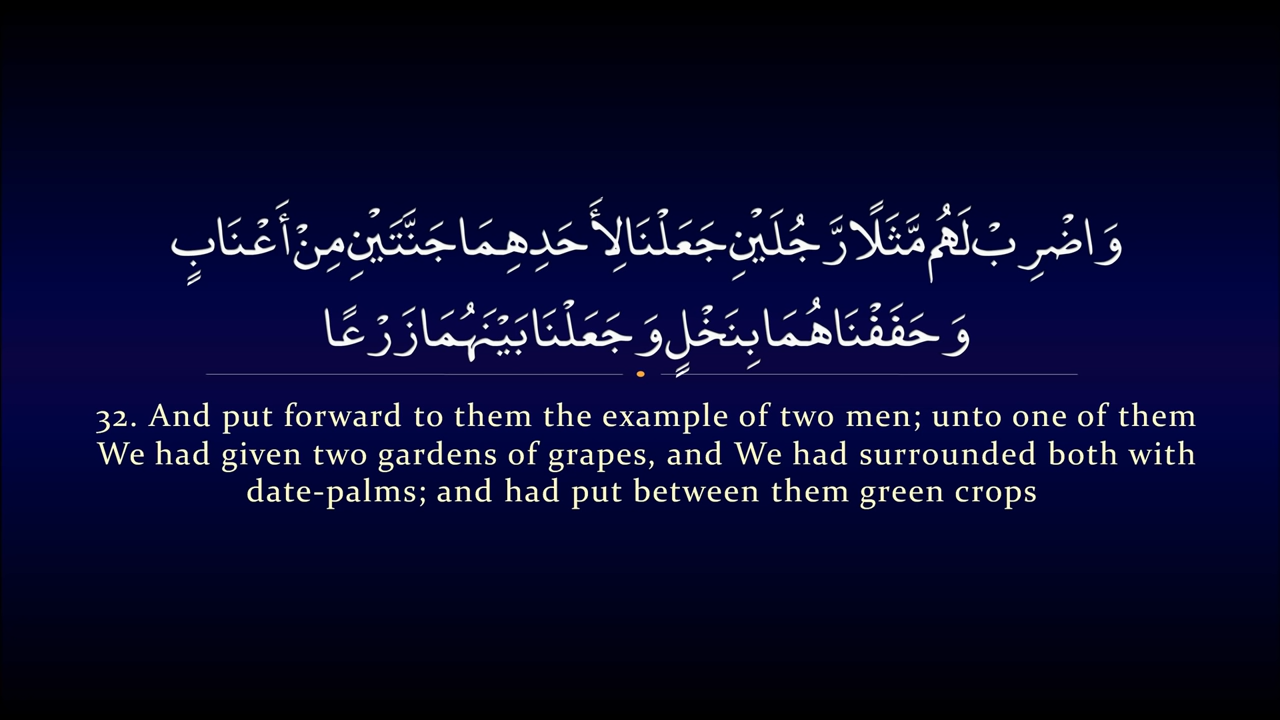 وَاضْرِبْ لَهُم مَّثَلًا رَّجُلَيْنِ جَعَلْنَا لِأَحَدِهِمَا جَنَّتَيْنِ مِنْ أَعْنَابٍ
وَحَفَفْنَاهُمَا بِنَخْلٍ وَجَعَلْنَا بَيْنَهُمَا زَرْعًا
32. And put forward to them the example of two men; unto one of them
We had given two gardens of grapes, and We had surrounded both with
date-palms; and had put between them green crops